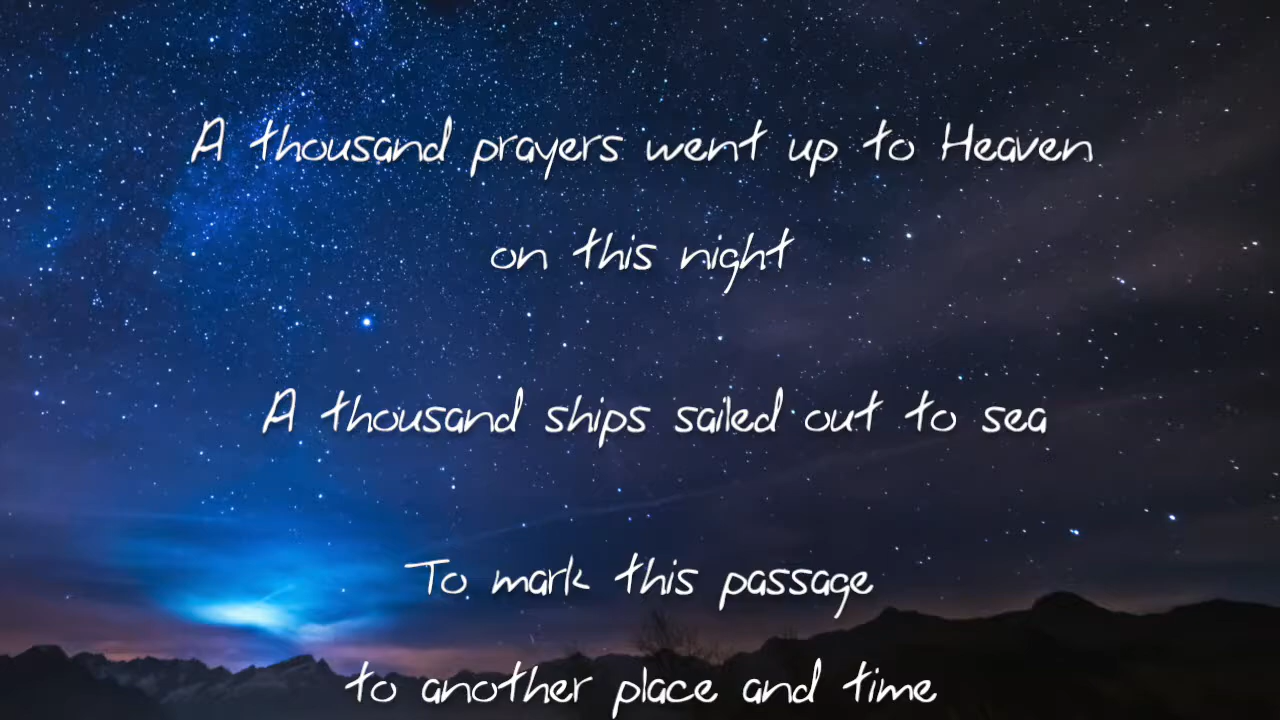 A thousand prayers went up to Heaven
on this night
A thousand ships sailed out to sea
To mark this passage
to another place and time